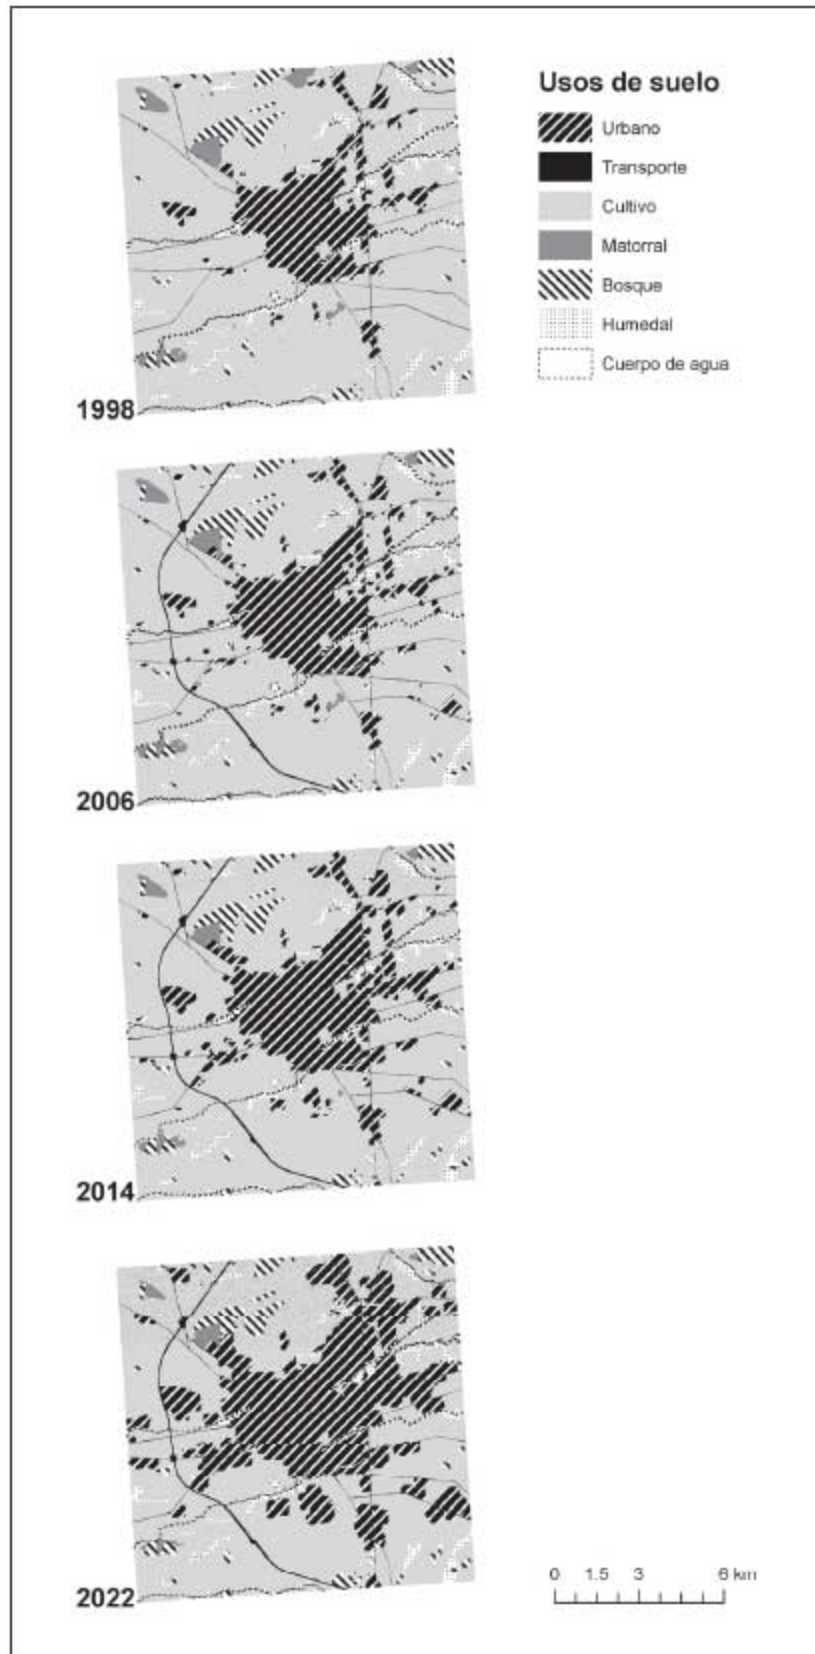 Usos de suelo
Urbano
Transporte
Cultivo
Matorral
Bosque
Humedal
Cuerpo de agua
1998
2006
2014
2022
0 1.5 3 6 km